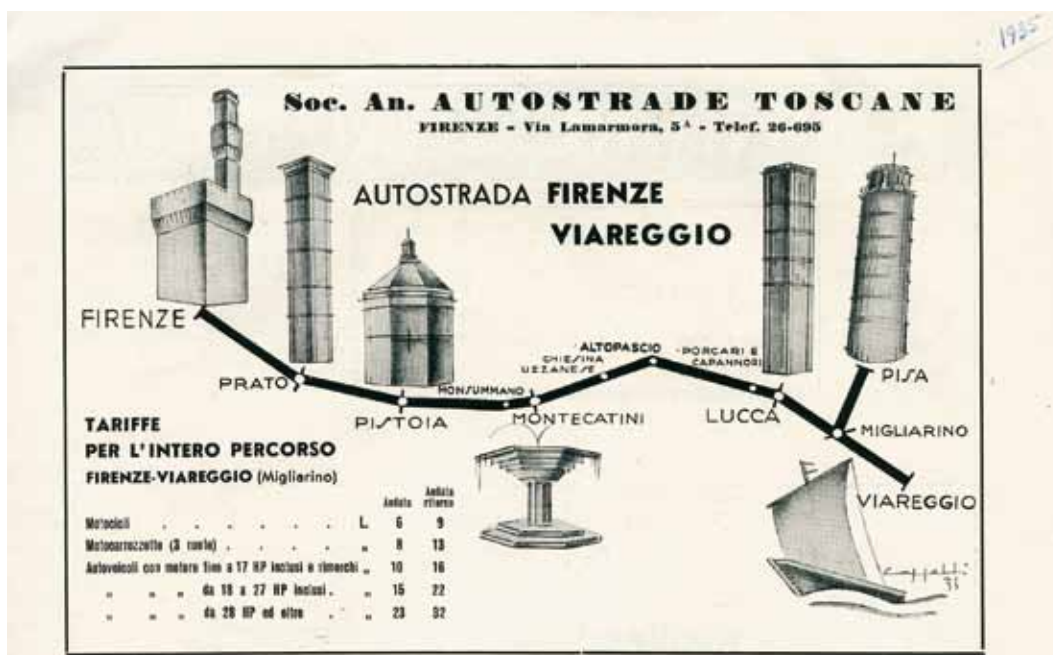 1935
Soc. An. AUTOSTRADE TOSCANE
FIRENZE - Via Lamarmora, 5A - Telef. 26-695
AUTOSTRADA FIRENZE
VIAREGGIO
FIRENZE
PRATO
PISTOIA
MONSUMMANO
MONTECATINI
CHIESINA
UZZANESE
ALTOPASCIO
PORCARI E
CAPANNORI
LUCCA
PISA
MIGLIARINO
VIAREGGIO
TARIFFE
PER L'INTERO PERCORSO
FIRENZE-VIAREGGIO (Migliarino)
Andata Andata ritorno
Motocicli . . . . . . L. 6 9
Motocarrozzette (3 ruote) . . . . „ 8 13
Autoveicoli con motore fino a 17 HP inclusi e rimorchi „ 10 16
„ „ „ da 18 a 27 HP inclusi . „ 15 22
„ „ „ da 28 HP ed oltre . „ 23 32